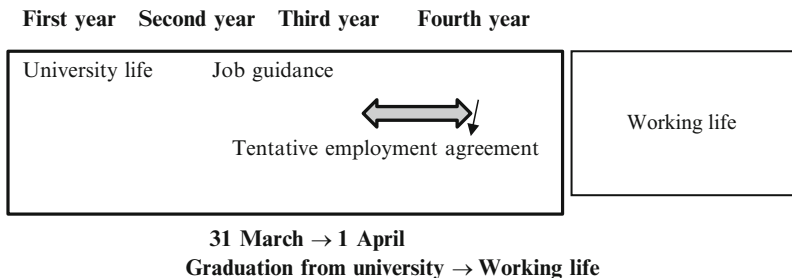 First year Second year Third year Fourth year
University life Job guidance
Working life
Tentative employment agreement
31 March → 1 April
Graduation from university → Working life